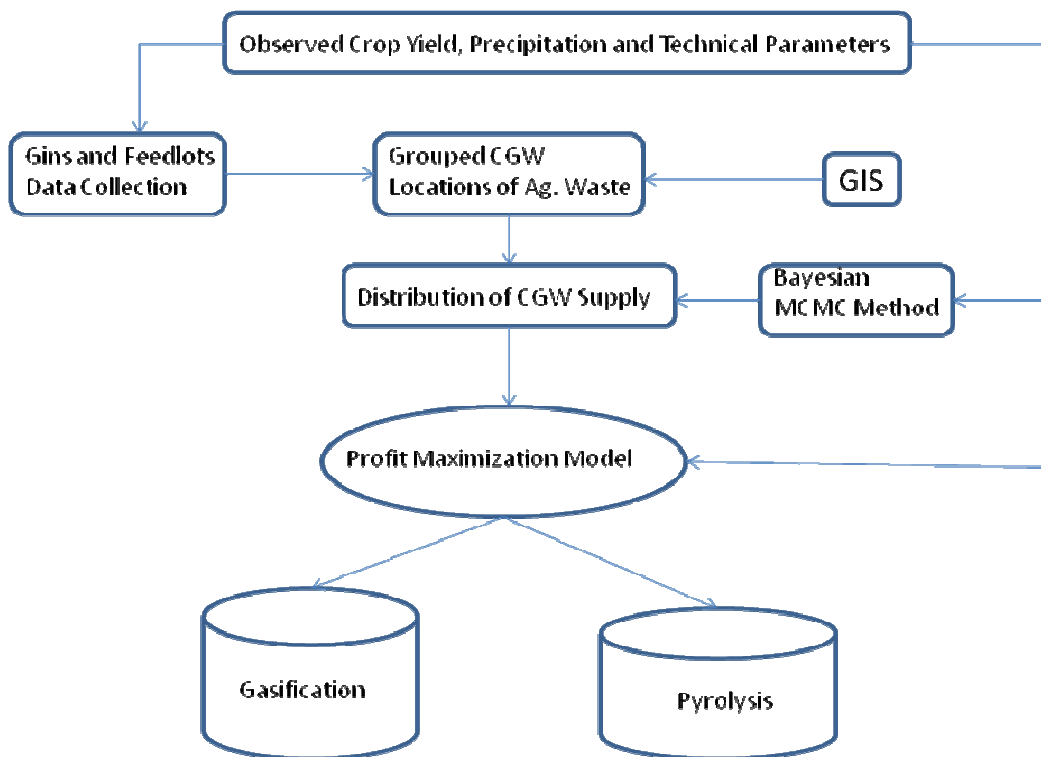 Observed Crop Yield, Precipitation and Technical Parameters
Gins and Feedlots
Data Collection
Grouped CGW
Locations of Ag. Waste
GIS
Distribution of CGW Supply
Bayesian
MCMC Method
Profit Maximization Model
Gasification
Pyrolysis